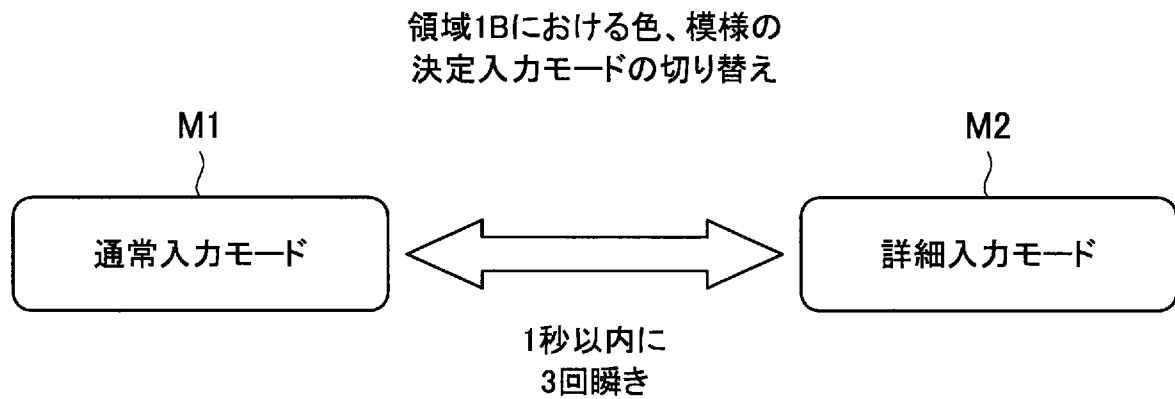 領域1Bにおける色、模様の
決定入力モードの切り替え
M1
M2
通常入力モード
詳細入力モード
1秒以内に
3回瞬き